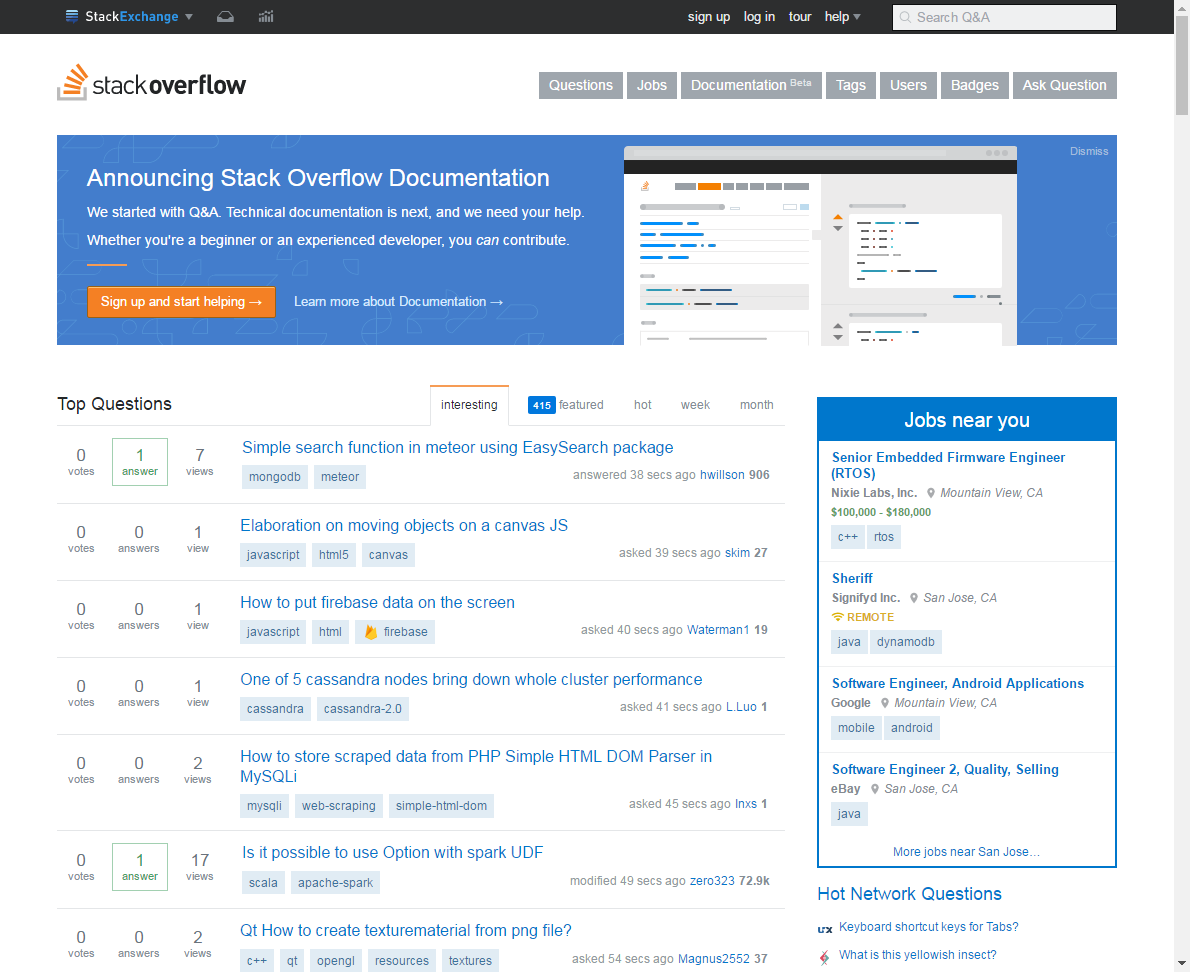 StackExchange sign up log in tour help Search Q&A
stackoverflow Questions Jobs Documentation Beta Tags Users Badges Ask Question
Dismiss
Announcing Stack Overflow Documentation
We started with Q&A. Technical documentation is next, and we need your help.
Whether you're a beginner or an experienced developer, you can contribute.
Sign up and start helping → Learn more about Documentation →
Top Questions interesting 415 featured hot week month
0 votes 1 answer 7 views
Simple search function in meteor using EasySearch package
mongodb meteor
answered 38 secs ago hwillson 906
0 votes 0 answers 1 view
Elaboration on moving objects on a canvas JS
javascript html5 canvas
asked 39 secs ago skim 27
0 votes 0 answers 1 view
How to put firebase data on the screen
javascript html firebase
asked 40 secs ago Waterman1 19
0 votes 0 answers 1 view
One of 5 cassandra nodes bring down whole cluster performance
cassandra cassandra-2.0
asked 41 secs ago L.Luo 1
0 votes 0 answers 2 views
How to store scraped data from PHP Simple HTML DOM Parser in
MySQLi
mysqli web-scraping simple-html-dom
asked 45 secs ago Inxs 1
0 votes 1 answer 17 views
Is it possible to use Option with spark UDF
scala apache-spark
modified 49 secs ago zero323 72.9k
0 votes 0 answers 2 views
Qt How to create texturematerial from png file?
c++ qt opengl resources textures
asked 54 secs ago Magnus2552 37
Jobs near you
Senior Embedded Firmware Engineer
(RTOS)
Nixie Labs, Inc. Mountain View, CA
$100,000 - $180,000
c++ rtos
Sheriff
Signifyd Inc. San Jose, CA
REMOTE
java dynamodb
Software Engineer, Android Applications
Google Mountain View, CA
mobile android
Software Engineer 2, Quality, Selling
eBay San Jose, CA
java
More jobs near San Jose…
Hot Network Questions
ux Keyboard shortcut keys for Tabs?
What is this yellowish insect?